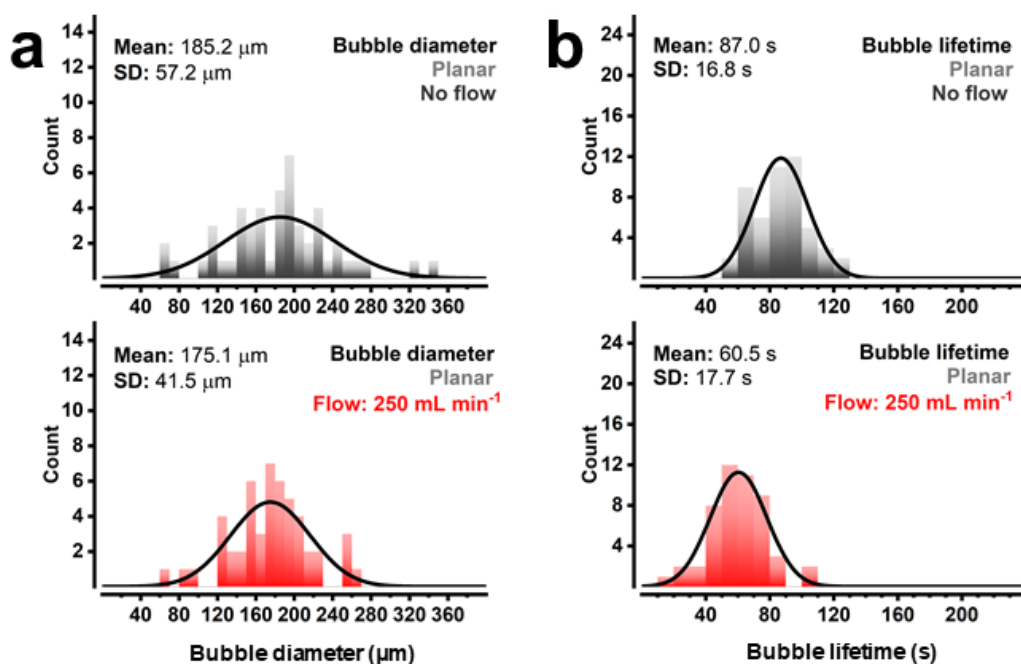 a
Mean: 185.2 μm
SD: 57.2 μm
Bubble diameter
Planar
No flow
Count
14
12
10
8
6
4
2
40 80 120 160 200 240 280 320 360
Mean: 175.1 μm
SD: 41.5 μm
Bubble diameter
Planar
Flow: 250 mL min⁻¹
Count
14
12
10
8
6
4
2
40 80 120 160 200 240 280 320 360
Bubble diameter (μm)
b
Mean: 87.0 s
SD: 16.8 s
Bubble lifetime
Planar
No flow
Count
24
20
16
12
8
4
40 80 120 160 200
Mean: 60.5 s
SD: 17.7 s
Bubble lifetime
Planar
Flow: 250 mL min⁻¹
Count
24
20
16
12
8
4
40 80 120 160 200
Bubble lifetime (s)